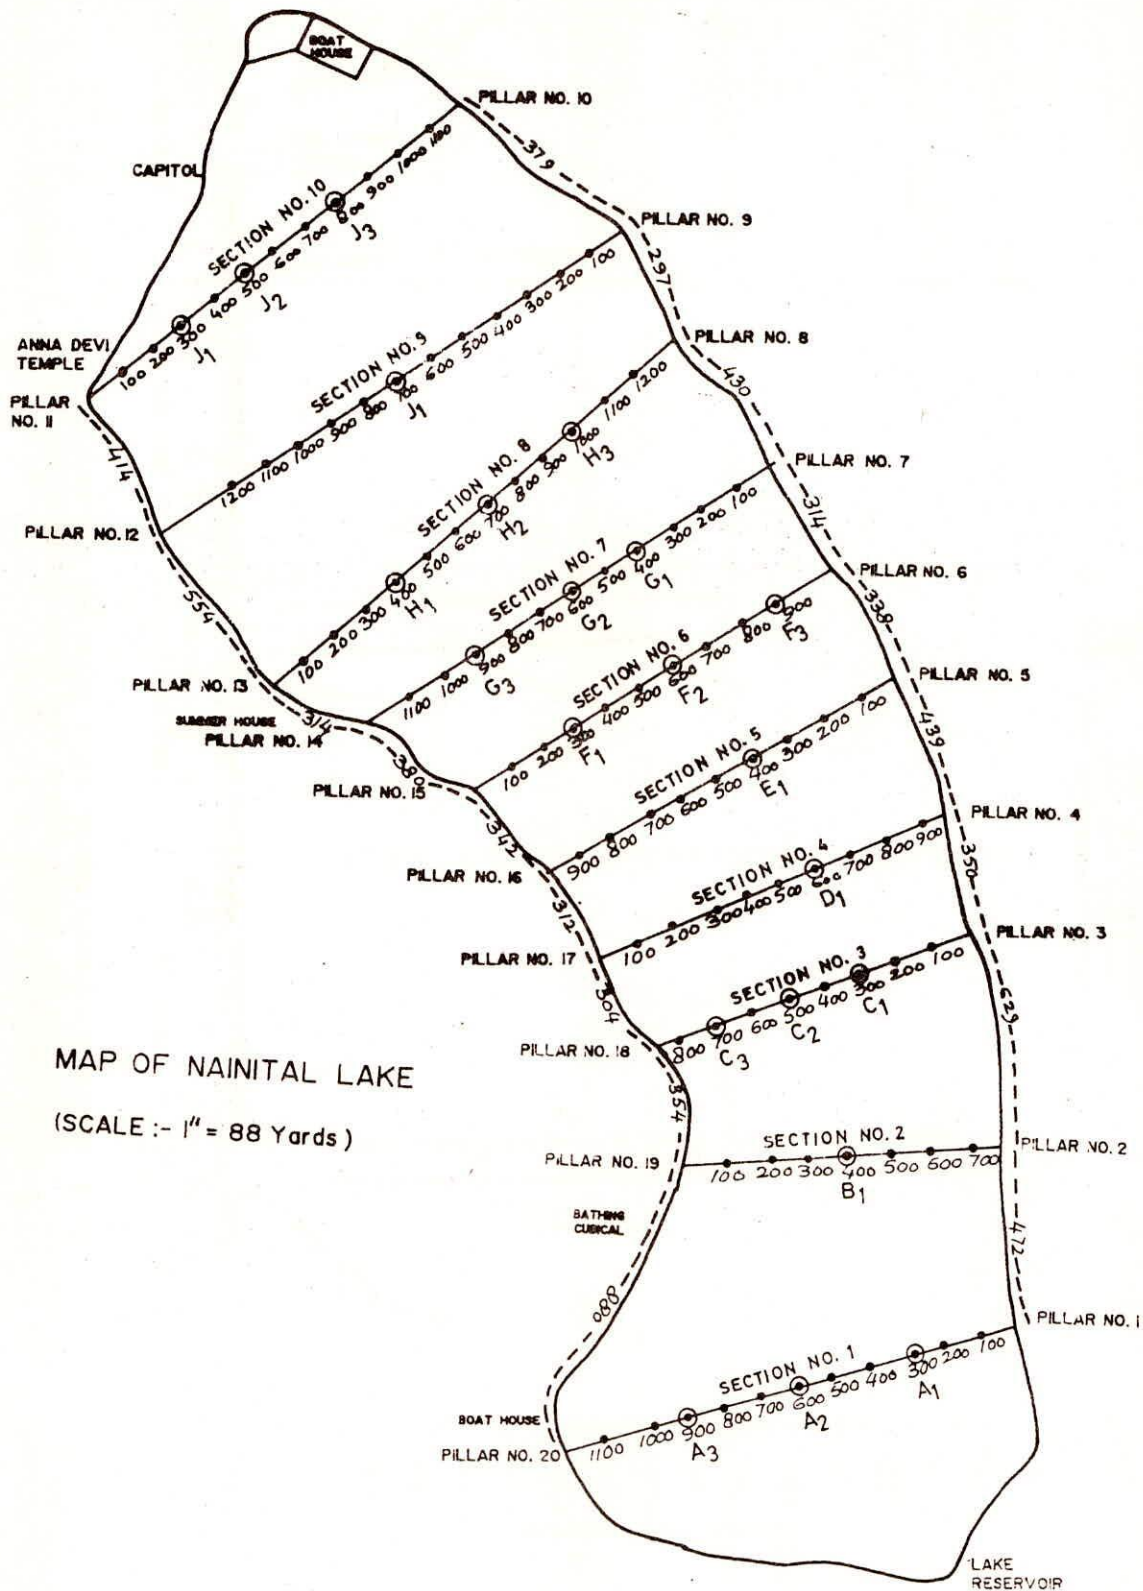 BOAT
HOUSE
PILLAR NO. 10
379
CAPITOL
SECTION NO. 10
100 200 300 400 500 600 700 800 900 1000 1100
J1 J2 J3
PILLAR NO. 9
297
ANNA DEVI
TEMPLE
PILLAR
NO. 11
SECTION NO. 9
1200 1100 1000 900 800 700 600 500 400 300 200 100
J1
PILLAR NO. 8
430
414
PILLAR NO. 12
SECTION NO. 8
100 200 300 400 500 600 700 800 900 1000 1100 1200
H1 H2 H3
PILLAR NO. 7
314
554
PILLAR NO. 13
SECTION NO. 7
1100 1000 900 800 700 600 500 400 300 200 100
G3 G2 G1
PILLAR NO. 6
338
314
SUMMER HOUSE
PILLAR NO. 14
SECTION NO. 6
100 200 300 400 500 600 700 800 900
F1 F2 F3
PILLAR NO. 5
439
380
PILLAR NO. 15
SECTION NO. 5
900 800 700 600 500 400 300 200 100
E1
PILLAR NO. 4
350
342
PILLAR NO. 16
SECTION NO. 4
100 200 300 400 500 600 700 800 900
D1
PILLAR NO. 3
629
312
PILLAR NO. 17
SECTION NO. 3
800 700 600 500 400 300 200 100
C3 C2 C1
304
PILLAR NO. 18
354
MAP OF NAINITAL LAKE
(SCALE :- 1" = 88 Yards)
PILLAR NO. 19
SECTION NO. 2
100 200 300 400 500 600 700
B1
PILLAR NO. 2
472
BATHING
CUBICAL
880
PILLAR NO. 1
SECTION NO. 1
1100 1000 900 800 700 600 500 400 300 200 100
A3 A2 A1
BOAT HOUSE
PILLAR NO. 20
LAKE
RESERVOIR